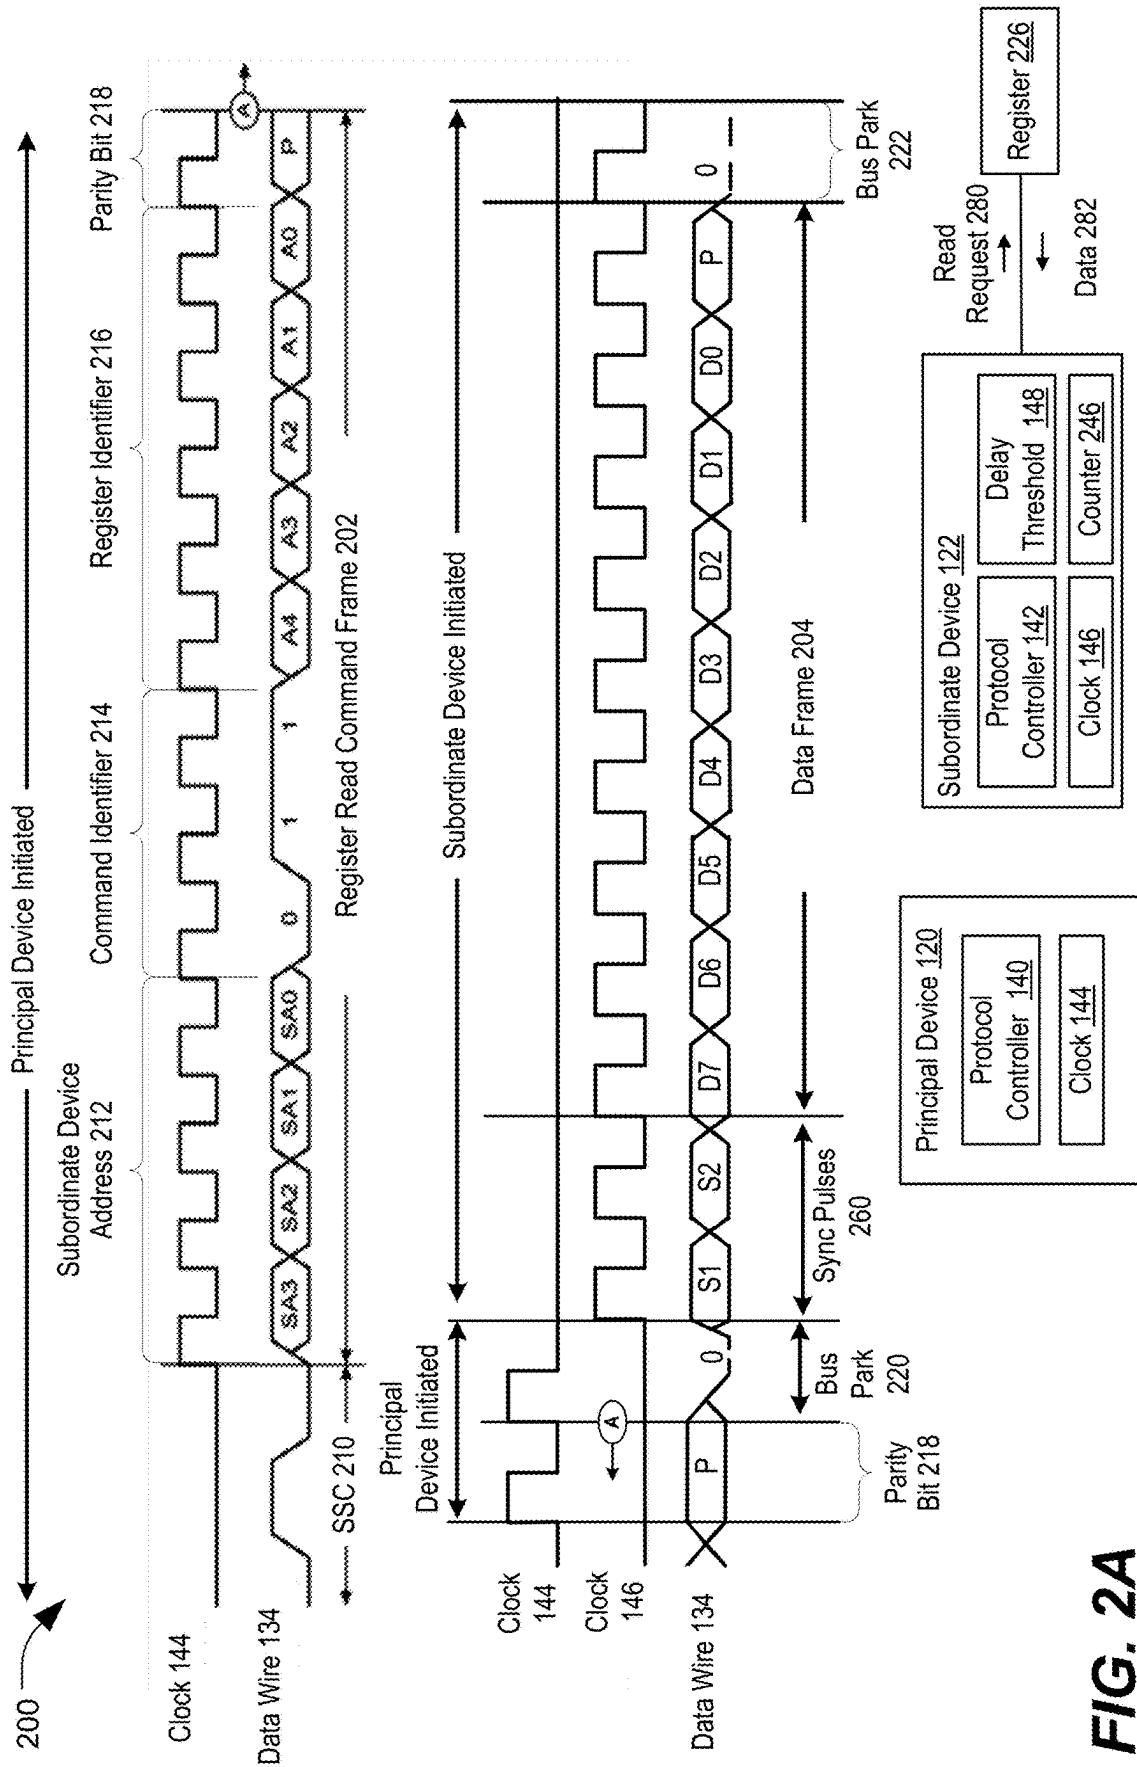 200
Principal Device Initiated
Subordinate Device
Address 212
Command Identifier 214
Register Identifier 216
Parity Bit 218
Clock 144
Data Wire 134
SA3
SA2
SA1
SA0
0
1
1
A4
A3
A2
A1
A0
P
A
SSC 210
Register Read Command Frame 202
Principal
Device Initiated
Subordinate Device Initiated
Clock
144
Clock
146
A
Data Wire 134
P
0
S1
S2
D7
D6
D5
D4
D3
D2
D1
D0
P
0
Parity
Bit 218
Bus
Park
220
Sync Pulses
260
Data Frame 204
Bus Park
222
Principal Device 120
Protocol
Controller 140
Clock 144
Subordinate Device 122
Protocol
Controller 142
Delay
Threshold 148
Clock 146
Counter 246
Read
Request 280
Data 282
Register 226
FIG. 2A